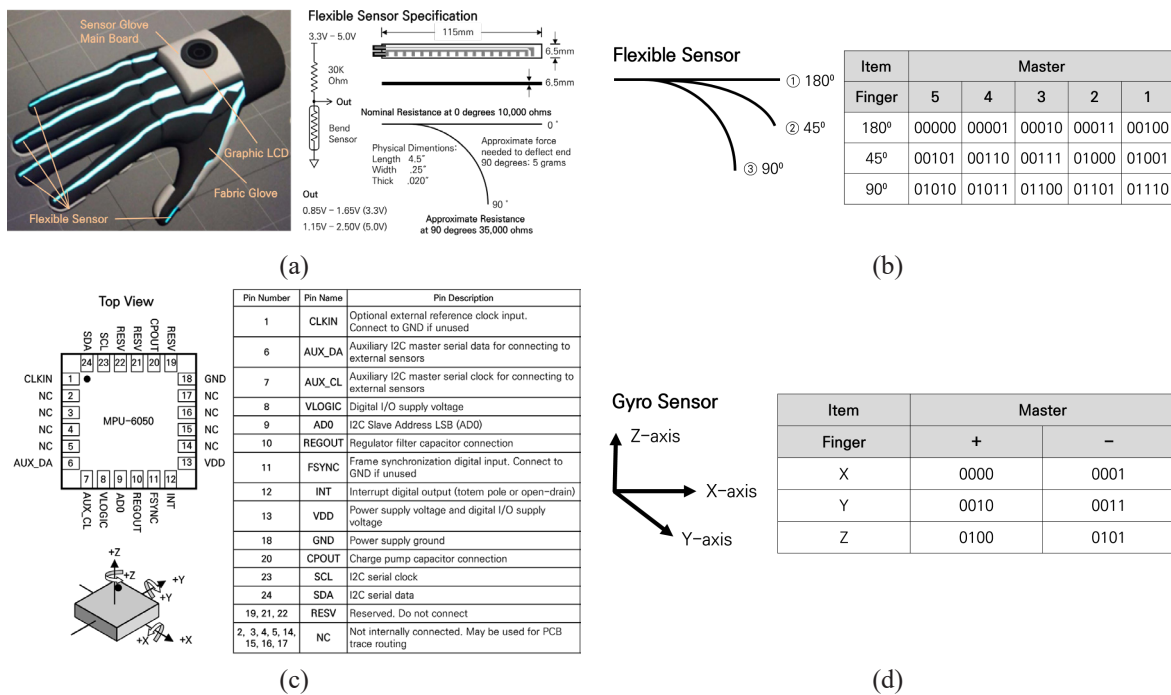 Sensor Glove
Main Board
Graphic LCD
Fabric Glove
Flexible Sensor
Flexible Sensor Specification
3.3V – 5.0V
115mm
6.5mm
30K
Ohm
6.5mm
Out
Nominal Resistance at 0 degrees 10,000 ohms
0˚
Bend
Sensor
Physical Dimentions:
Length 4.5"
Width .25"
Thick .020"
Approximate force
needed to deflect end
90 degrees: 5 grams
90˚
Out
0.85V – 1.65V (3.3V)
1.15V – 2.50V (5.0V)
Approximate Resistance
at 90 degrees 35,000 ohms
(a)
Flexible Sensor
① 180⁰
② 45⁰
③ 90⁰
Item Master
Finger 5 4 3 2 1
180⁰ 00000 00001 00010 00011 00100
45⁰ 00101 00110 00111 01000 01001
90⁰ 01010 01011 01100 01101 01110
(b)
Top View
SDA SCL RESV RESV CPOUT RESV
24 23 22 21 20 19
CLKIN 1 18 GND
NC 2 17 NC
NC 3 16 NC
MPU-6050
NC 4 15 NC
NC 5 14 NC
AUX_DA 6 13 VDD
7 8 9 10 11 12
AUX_CL VLOGIC AD0 REGOUT FSYNC INT
+Z
+Z
+Y
+Y
+X +X
Pin Number Pin Name Pin Description
1 CLKIN Optional external reference clock input.
Connect to GND if unused
6 AUX_DA Auxiliary I2C master serial data for connecting to
external sensors
7 AUX_CL Auxiliary I2C master serial clock for connecting to
external sensors
8 VLOGIC Digital I/O supply voltage
9 AD0 I2C Slave Address LSB (AD0)
10 REGOUT Regulator filter capacitor connection
11 FSYNC Frame synchronization digital input. Connect to
GND if unused
12 INT Interrupt digital output (totem pole or open-drain)
13 VDD Power supply voltage and digital I/O supply
voltage
18 GND Power supply ground
20 CPOUT Charge pump capacitor connection
23 SCL I2C serial clock
24 SDA I2C serial data
19, 21, 22 RESV Reserved. Do not connect
2, 3, 4, 5, 14,
15, 16, 17 NC Not internally connected. May be used for PCB
trace routing
(c)
Gyro Sensor
Z-axis
X-axis
Y-axis
Item Master
Finger + −
X 0000 0001
Y 0010 0011
Z 0100 0101
(d)